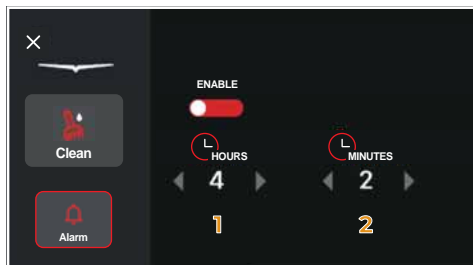 ENABLE
Clean
HOURS
MINUTES
4
2
Alarm
1
2